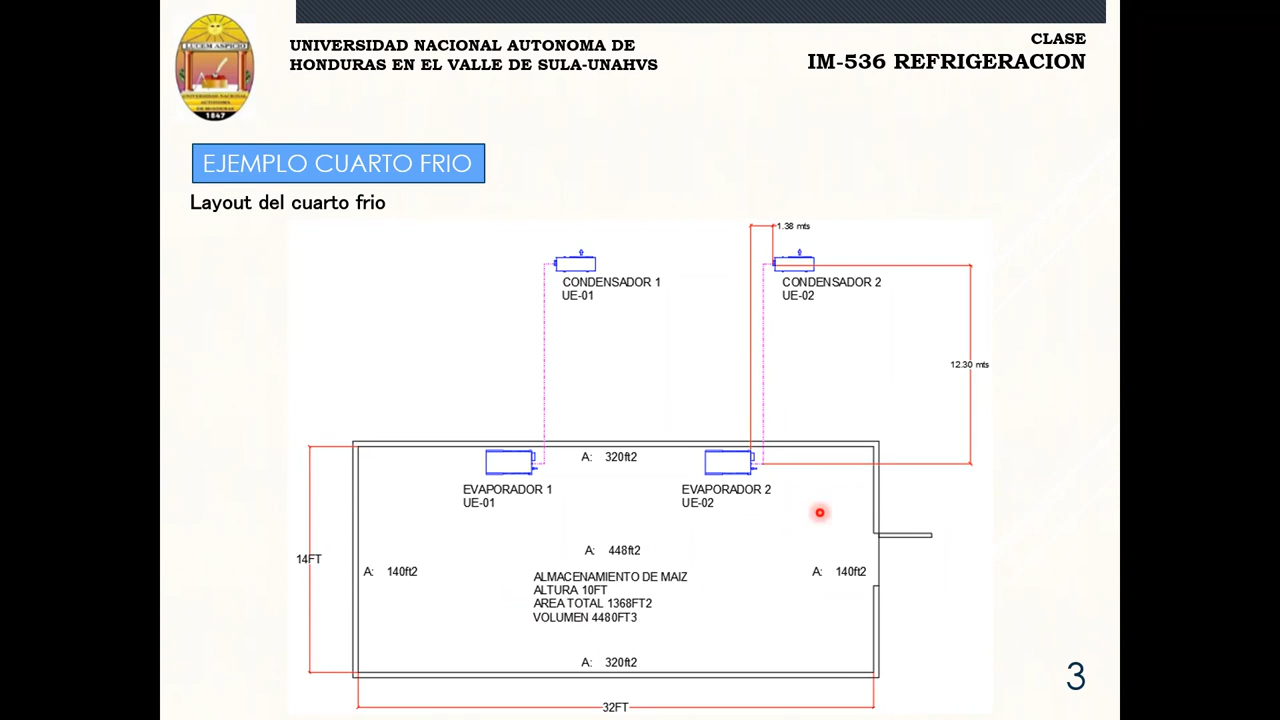 LUCEM ASPICIO
1847
UNIVERSIDAD NACIONAL AUTONOMA DE
HONDURAS EN EL VALLE DE SULA-UNAHVS
CLASE
IM-536 REFRIGERACION
EJEMPLO CUARTO FRIO
Layout del cuarto frio
1.38 mts
CONDENSADOR 1
UE-01
CONDENSADOR 2
UE-02
12.30 mts
A: 320ft2
EVAPORADOR 1
UE-01
EVAPORADOR 2
UE-02
14FT
A: 140ft2
A: 448ft2
ALMACENAMIENTO DE MAIZ
ALTURA 10FT
AREA TOTAL 1368FT2
VOLUMEN 4480FT3
A: 140ft2
A: 320ft2
32FT
3